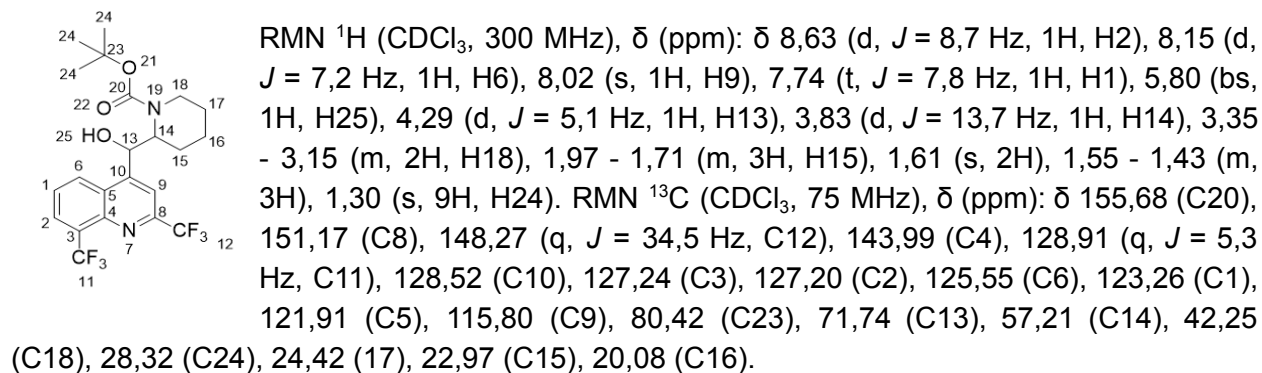 24
24
24
23
O
21
20
22
O
N
19
18
17
16
14
15
13
25
HO
10
9
8
6
1
2
5
4
3
N
7
CF₃
12
CF₃
11
RMN ¹H (CDCl₃, 300 MHz), δ (ppm): δ 8,63 (d, J = 8,7 Hz, 1H, H2), 8,15 (d,
J = 7,2 Hz, 1H, H6), 8,02 (s, 1H, H9), 7,74 (t, J = 7,8 Hz, 1H, H1), 5,80 (bs,
1H, H25), 4,29 (d, J = 5,1 Hz, 1H, H13), 3,83 (d, J = 13,7 Hz, 1H, H14), 3,35
- 3,15 (m, 2H, H18), 1,97 - 1,71 (m, 3H, H15), 1,61 (s, 2H), 1,55 - 1,43 (m,
3H), 1,30 (s, 9H, H24). RMN ¹³C (CDCl₃, 75 MHz), δ (ppm): δ 155,68 (C20),
151,17 (C8), 148,27 (q, J = 34,5 Hz, C12), 143,99 (C4), 128,91 (q, J = 5,3
Hz, C11), 128,52 (C10), 127,24 (C3), 127,20 (C2), 125,55 (C6), 123,26 (C1),
121,91 (C5), 115,80 (C9), 80,42 (C23), 71,74 (C13), 57,21 (C14), 42,25
(C18), 28,32 (C24), 24,42 (17), 22,97 (C15), 20,08 (C16).